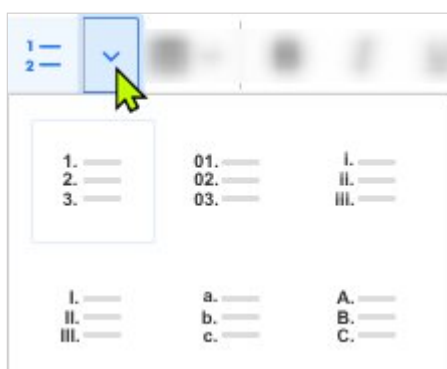 1
2
1. 01. i.
2. 02. ii.
3. 03. iii.
I. a. A.
II. b. B.
III. c. C.